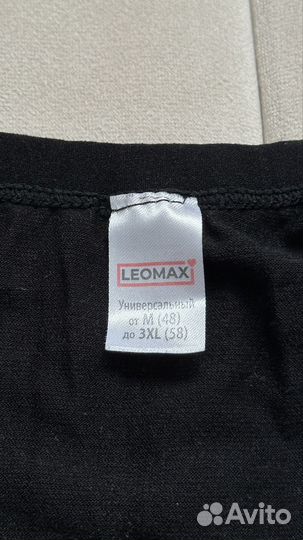 LEOMAX
Универсальный
от M (48)
до 3XL (58)
Avito